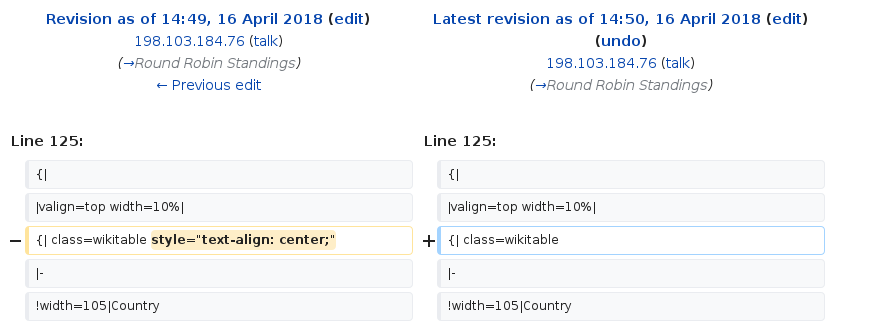 Revision as of 14:49, 16 April 2018 (edit)
198.103.184.76 (talk)
(→Round Robin Standings)
← Previous edit
Latest revision as of 14:50, 16 April 2018 (edit)
(undo)
198.103.184.76 (talk)
(→Round Robin Standings)
Line 125:
Line 125:
{|
{|
|valign=top width=10%|
|valign=top width=10%|
− {| class=wikitable style="text-align: center;"
+ {| class=wikitable
|-
|-
!width=105|Country
!width=105|Country